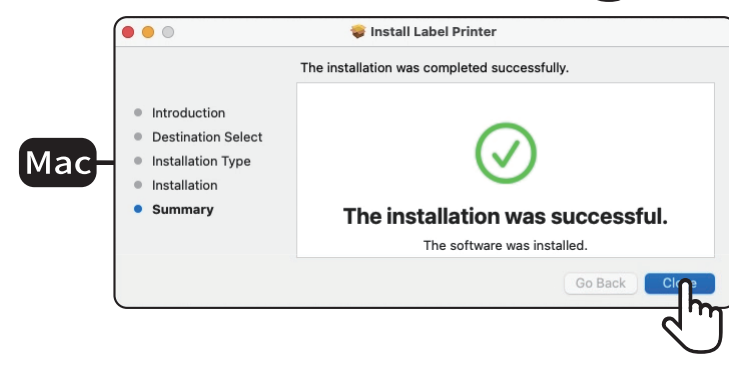 Install Label Printer
The installation was completed successfully.
Introduction
Destination Select
Installation Type
Installation
Summary
Mac
The installation was successful.
The software was installed.
Go Back
Close